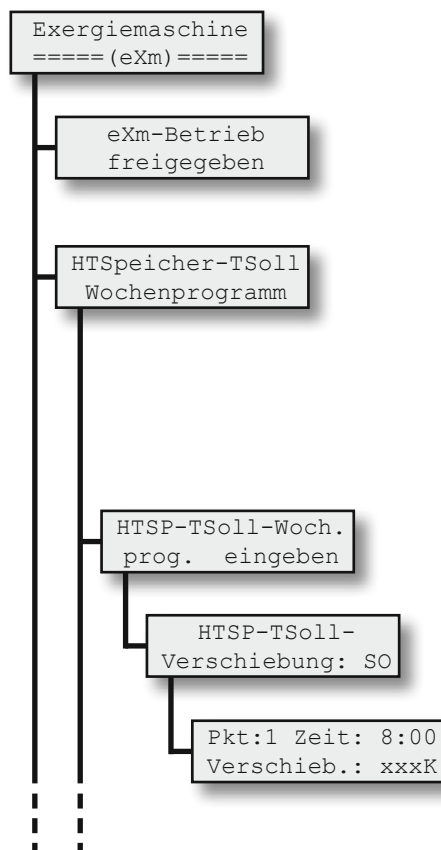 Exergiemaschine
=====(eXm)=====
eXm-Betrieb
freigegeben
HTSpeicher-TSoll
Wochenprogramm
HTSP-TSoll-Woch.
prog. eingeben
HTSP-TSoll-
Verschiebung: SO
Pkt:1 Zeit: 8:00
Verschieb.: xxxK